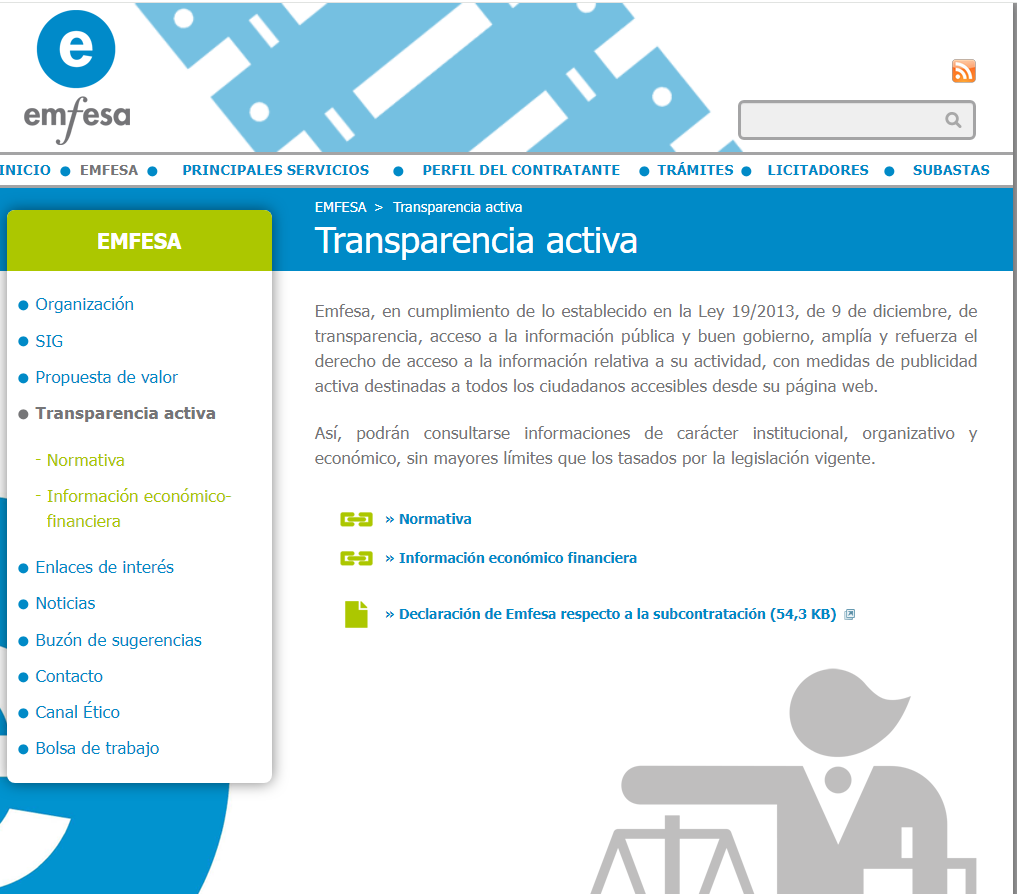 e
emfesa
INICIO ● EMFESA ● PRINCIPALES SERVICIOS ● PERFIL DEL CONTRATANTE ● TRÁMITES ● LICITADORES ● SUBASTAS
EMFESA > Transparencia activa
Transparencia activa
EMFESA
● Organización
● SIG
● Propuesta de valor
● Transparencia activa
- Normativa
- Información económico-
financiera
● Enlaces de interés
● Noticias
● Buzón de sugerencias
● Contacto
● Canal Ético
● Bolsa de trabajo
Emfesa, en cumplimiento de lo establecido en la Ley 19/2013, de 9 de diciembre, de
transparencia, acceso a la información pública y buen gobierno, amplía y refuerza el
derecho de acceso a la información relativa a su actividad, con medidas de publicidad
activa destinadas a todos los ciudadanos accesibles desde su página web.
Así, podrán consultarse informaciones de carácter institucional, organizativo y
económico, sin mayores límites que los tasados por la legislación vigente.
» Normativa
» Información económico financiera
» Declaración de Emfesa respecto a la subcontratación (54,3 KB)